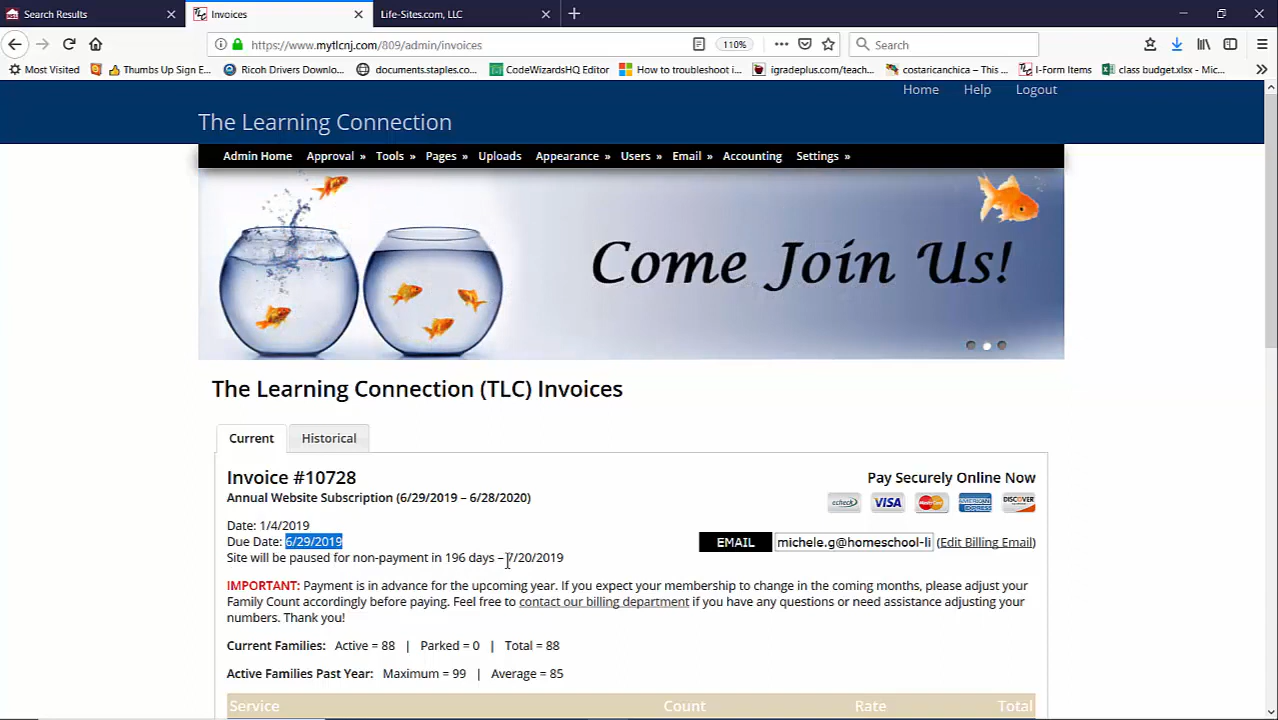 Search Results
Invoices
Life-Sites.com, LLC
https://www.mytlcnj.com/809/admin/invoices
110%
Search
Most Visited
Thumbs Up Sign E...
Ricoh Drivers Downlo...
documents.staples.co...
CodeWizardsHQ Editor
How to troubleshoot i...
igradeplus.com/teach...
costaricanchica – This ...
I-Form Items
class budget.xlsx - Mic...
Home Help Logout
The Learning Connection
Admin Home Approval » Tools » Pages » Uploads Appearance » Users » Email » Accounting Settings »
Come Join Us!
The Learning Connection (TLC) Invoices
Current Historical
Invoice #10728
Pay Securely Online Now
Annual Website Subscription (6/29/2019 – 6/28/2020)
echeck VISA MasterCard AMERICAN EXPRESS DISCOVER
Date: 1/4/2019
Due Date: 6/29/2019
EMAIL michele.g@homeschool-li (Edit Billing Email)
Site will be paused for non-payment in 196 days – 7/20/2019
IMPORTANT: Payment is in advance for the upcoming year. If you expect your membership to change in the coming months, please adjust your
Family Count accordingly before paying. Feel free to contact our billing department if you have any questions or need assistance adjusting your
numbers. Thank you!
Current Families: Active = 88 | Parked = 0 | Total = 88
Active Families Past Year: Maximum = 99 | Average = 85
Service Count Rate Total